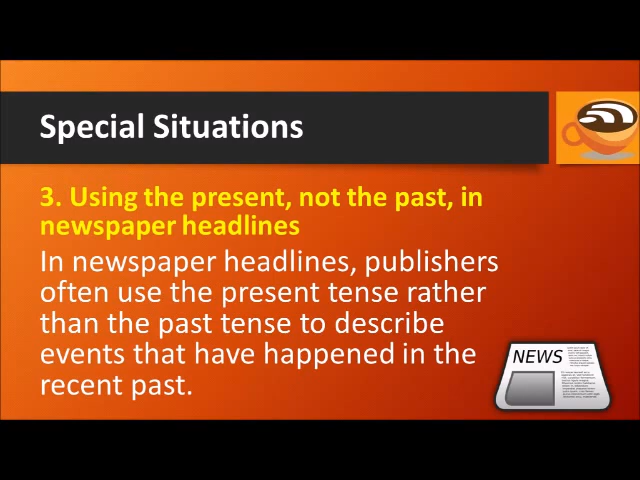 Special Situations
3. Using the present, not the past, in
newspaper headlines
In newspaper headlines, publishers
often use the present tense rather
than the past tense to describe
events that have happened in the
recent past.
NEWS